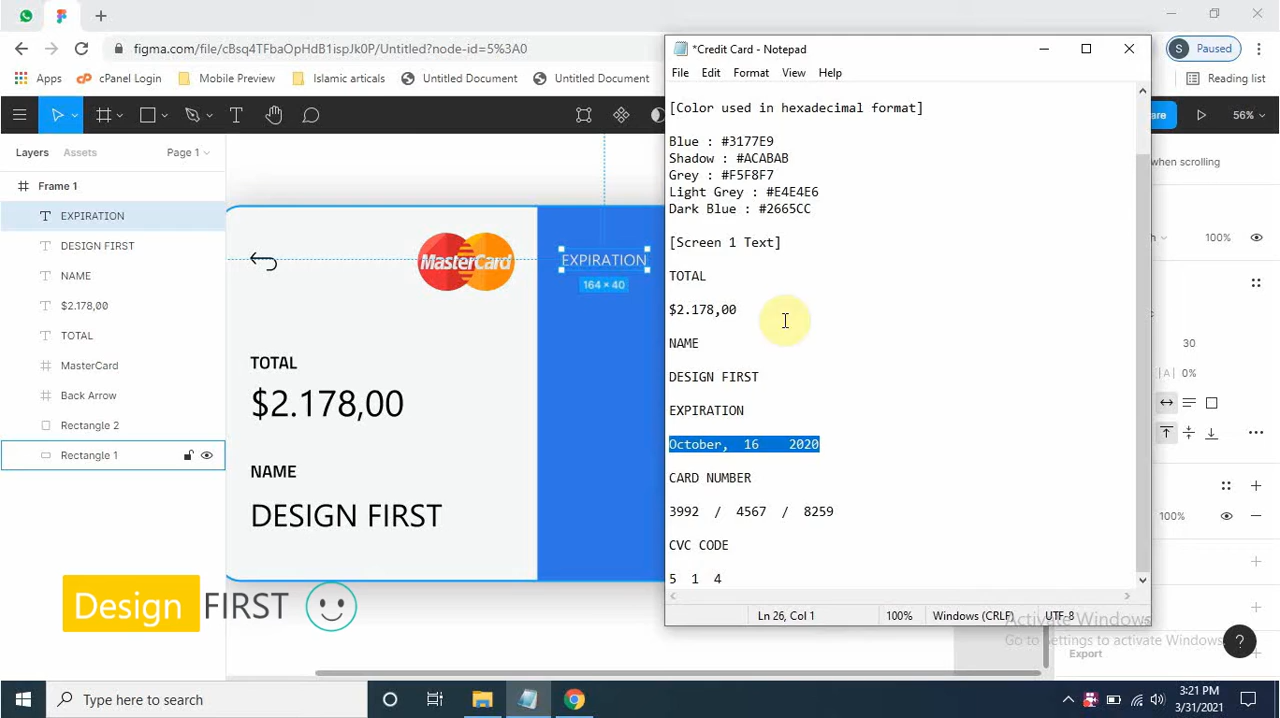 figma.com/file/cBsq4TFbaOpHdB1ispJk0P/Untitled?node-id=5%3A0
S Paused
Apps
cPanel Login
Mobile Preview
Islamic articals
Untitled Document
Untitled Document
Reading list
*Credit Card - Notepad
File Edit Format View Help
56%
Layers
Assets
Page 1
Frame 1
EXPIRATION
DESIGN FIRST
NAME
$2.178,00
TOTAL
MasterCard
Back Arrow
Rectangle 2
Rectangle 1
MasterCard
EXPIRATION
164 × 40
TOTAL
$2.178,00
NAME
DESIGN FIRST
Design FIRST
[Color used in hexadecimal format]
Blue : #3177E9
Shadow : #ACABAB
Grey : #F5F8F7
Light Grey : #E4E4E6
Dark Blue : #2665CC
[Screen 1 Text]
TOTAL
$2.178,00
NAME
DESIGN FIRST
EXPIRATION
October, 16 2020
CARD NUMBER
3992 / 4567 / 8259
CVC CODE
5 1 4
Ln 26, Col 1
100%
Windows (CRLF)
UTF-8
when scrolling
100%
30
|A| 0%
100%
Activate Windows
Go to Settings to activate Windows.
Export
?
Type here to search
3:21 PM
3/31/2021